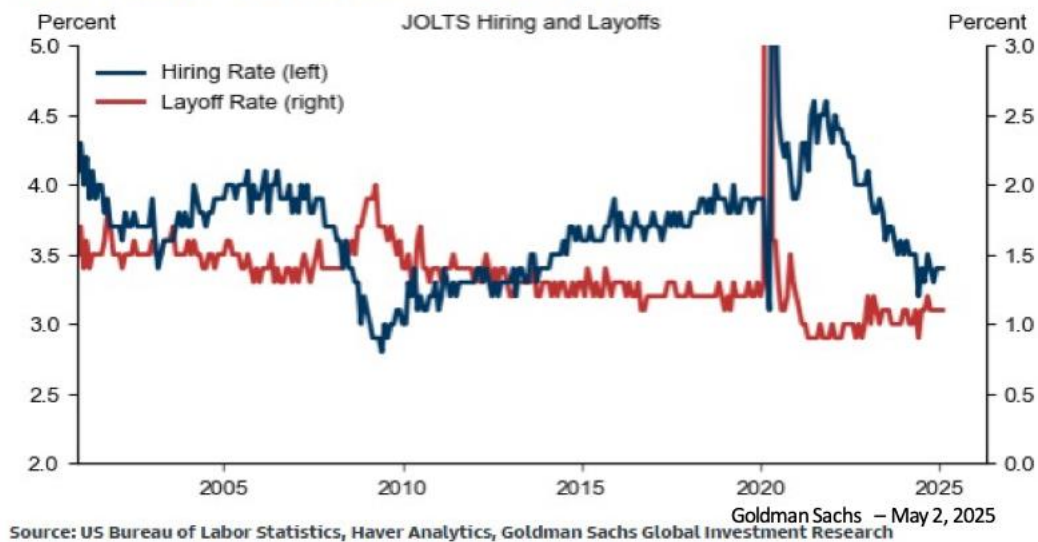 Percent JOLTS Hiring and Layoffs Percent
5.0 3.0
Hiring Rate (left)
Layoff Rate (right)
4.5 2.5
4.0 2.0
3.5 1.5
3.0 1.0
2.5 0.5
2.0 0.0
2005 2010 2015 2020 2025
Goldman Sachs – May 2, 2025
Source: US Bureau of Labor Statistics, Haver Analytics, Goldman Sachs Global Investment Research